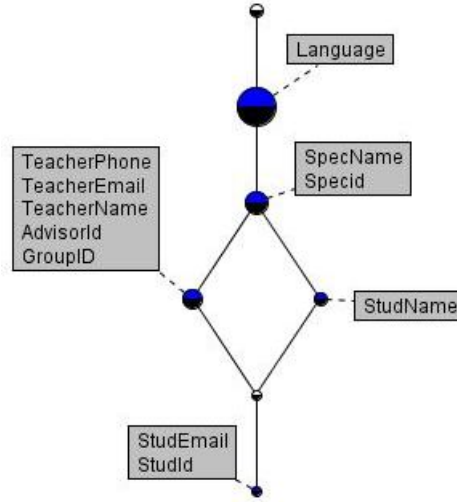 Language
SpecName
Specid
TeacherPhone
TeacherEmail
TeacherName
AdvisorId
GroupID
StudName
StudEmail
StudId